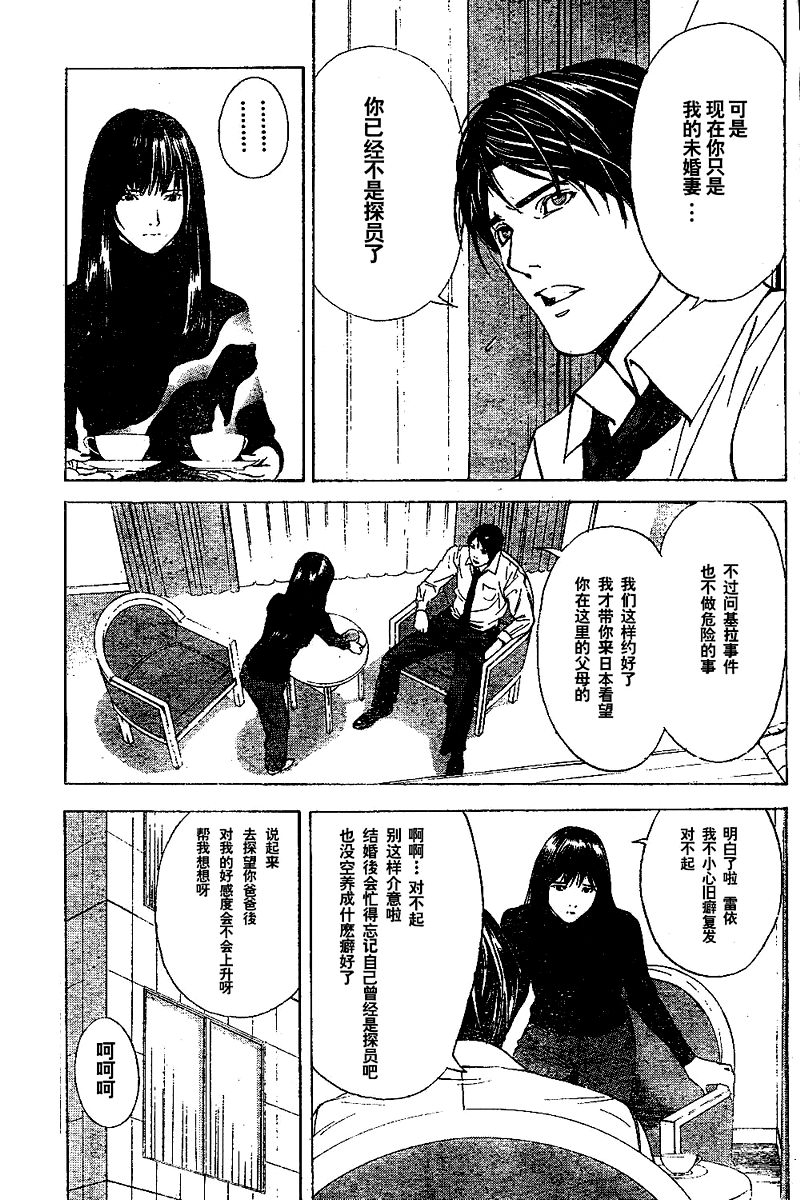 可是
现在你只是
我的未婚妻…
你已经不是探员了
………
不过问基拉事件
也不做危险的事
我们这样约好了
我才带你来日本看望
你在这里的父母的
明白了啦 雷依
我不小心旧癖复发
对不起
啊啊… 对不起
别这样介意啦
结婚後会忙得忘记自己曾经是探员吧
也没空养成什麽癖好了
说起来
去探望你爸爸後
对我的好感度会不会上升呀
帮我想想呀
呵呵呵